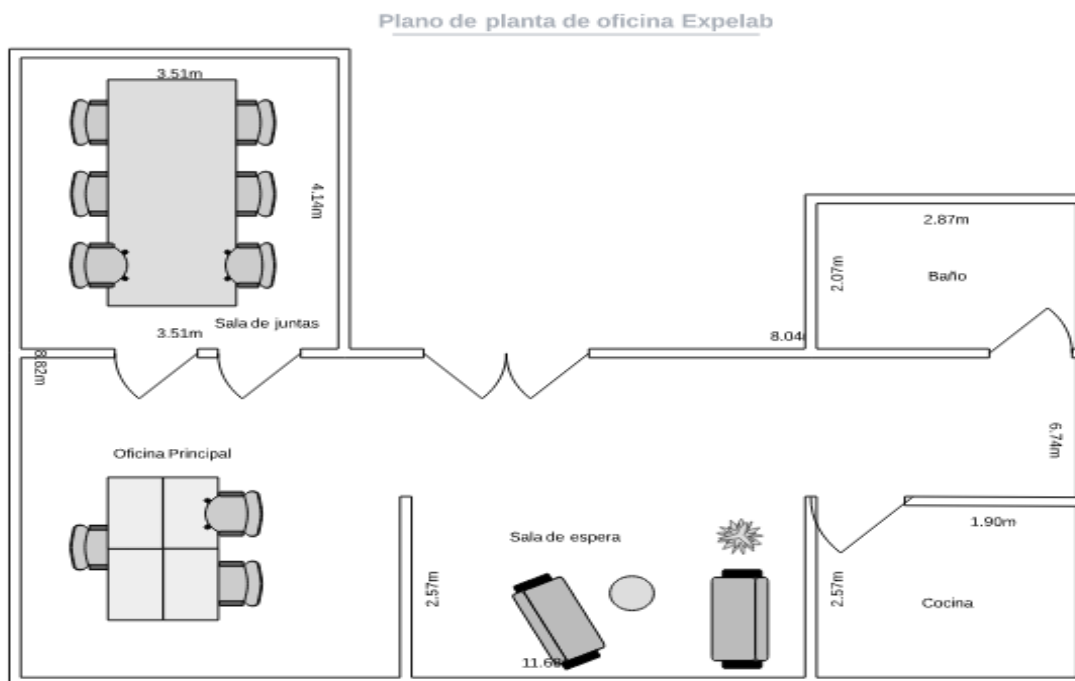 Plano de planta de oficina Expelab
3.51m
4.14m
2.87m
2.07m
Baño
Sala de juntas
3.51m
8.04
8.82m
6.74m
Oficina Principal
1.90m
Sala de espera
2.57m
2.57m
Cocina